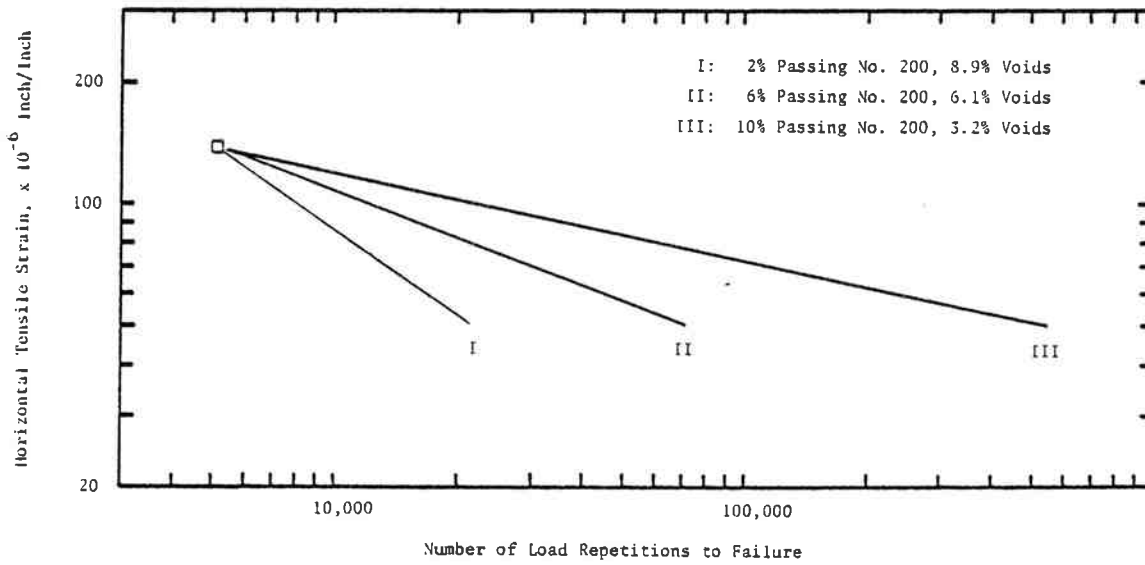 Horizontal Tensile Strain, x 10⁻⁶ Inch/Inch
200
100
20
I: 2% Passing No. 200, 8.9% Voids
II: 6% Passing No. 200, 6.1% Voids
III: 10% Passing No. 200, 3.2% Voids
I
II
III
10,000
100,000
Number of Load Repetitions to Failure